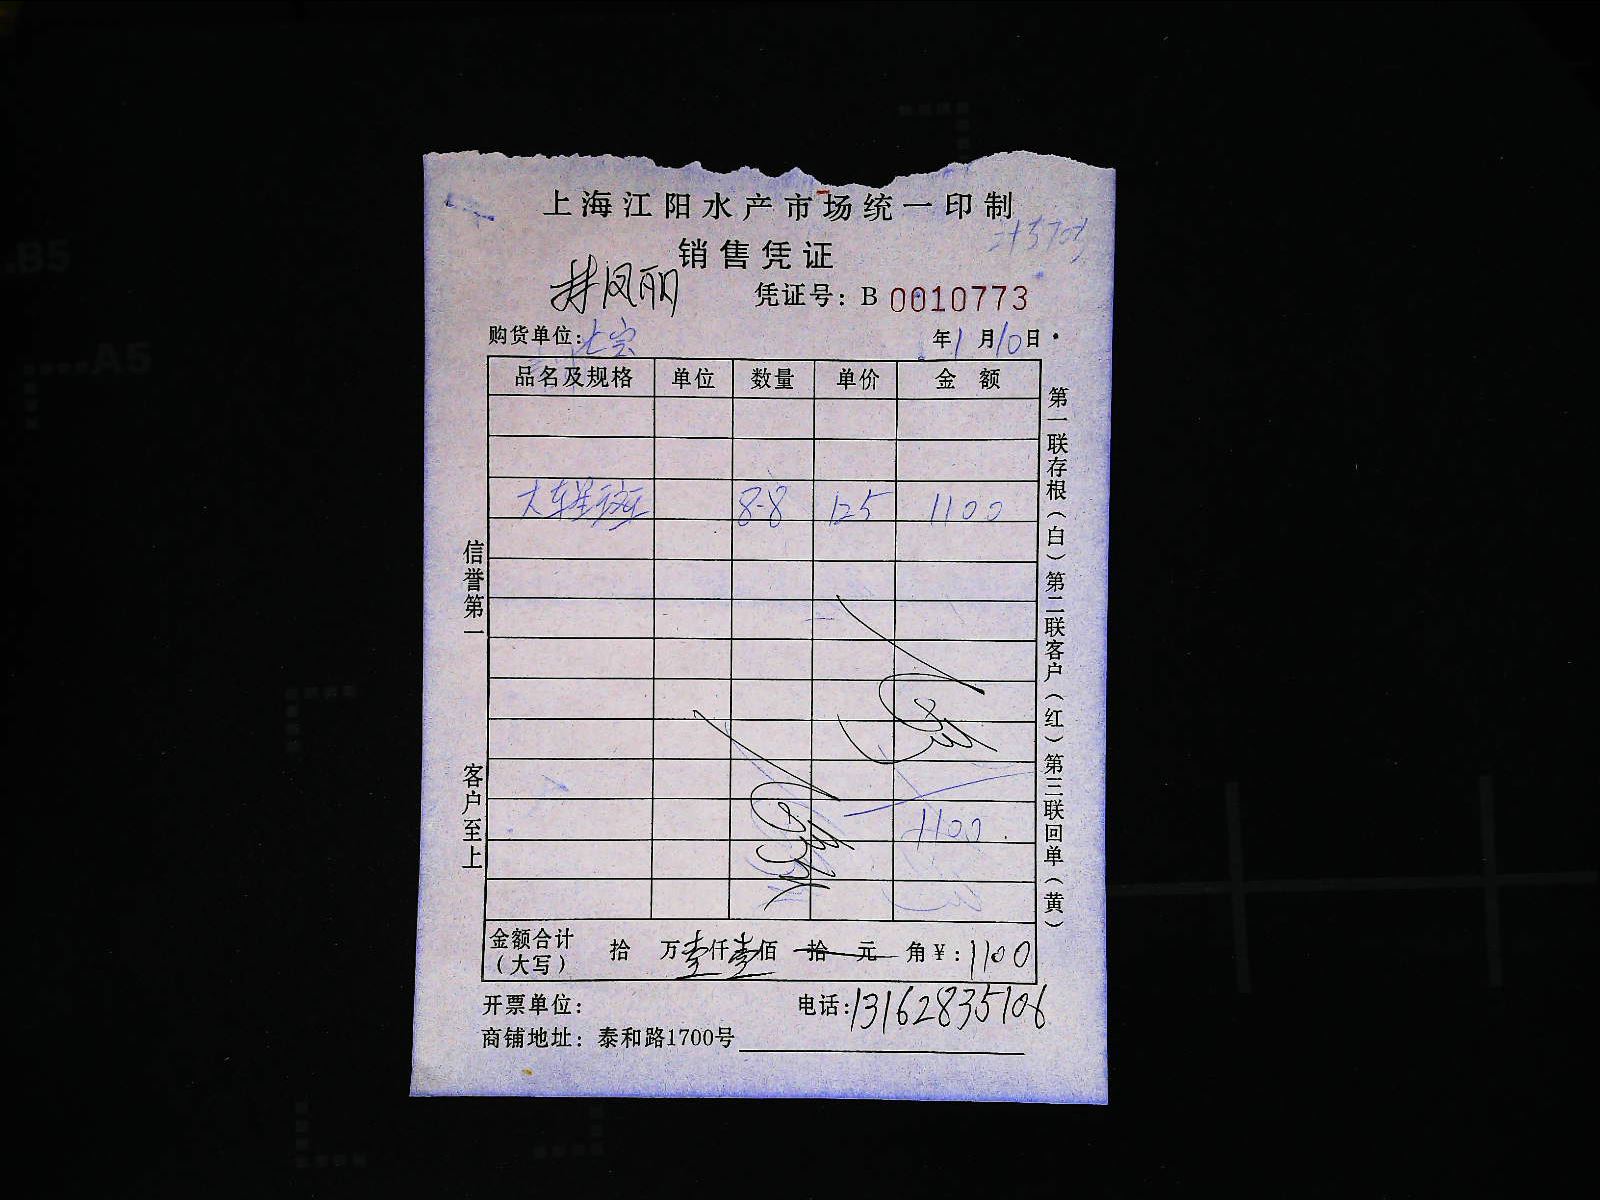 上海江阳水产市场统一印制
销售凭证
井凤丽
凭证号: B 0010773
购货单位: 年1月10日
品名及规格 单位 数量 单价 金额
8-8 125 1100
1100
金额合计(大写) 拾 万壹仟壹佰 拾 元 角¥: 1100
开票单位: 电话: 13162835106
商铺地址: 泰和路1700号
信誉第一
客户至上
第一联存根(白)第二联客户(红)第三联回单(黄)